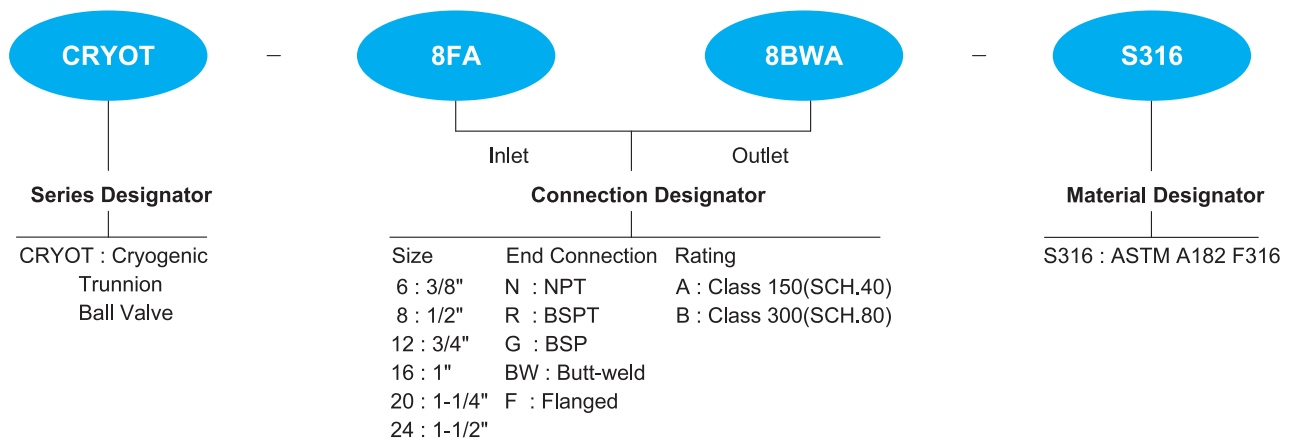 CRYOT – 8FA 8BWA – S316
Inlet Outlet
Series Designator Connection Designator Material Designator
CRYOT : Cryogenic
Trunnion
Ball Valve
Size End Connection Rating
6 : 3/8" N : NPT A : Class 150(SCH.40)
8 : 1/2" R : BSPT B : Class 300(SCH.80)
12 : 3/4" G : BSP
16 : 1" BW : Butt-weld
20 : 1-1/4" F : Flanged
24 : 1-1/2"
S316 : ASTM A182 F316